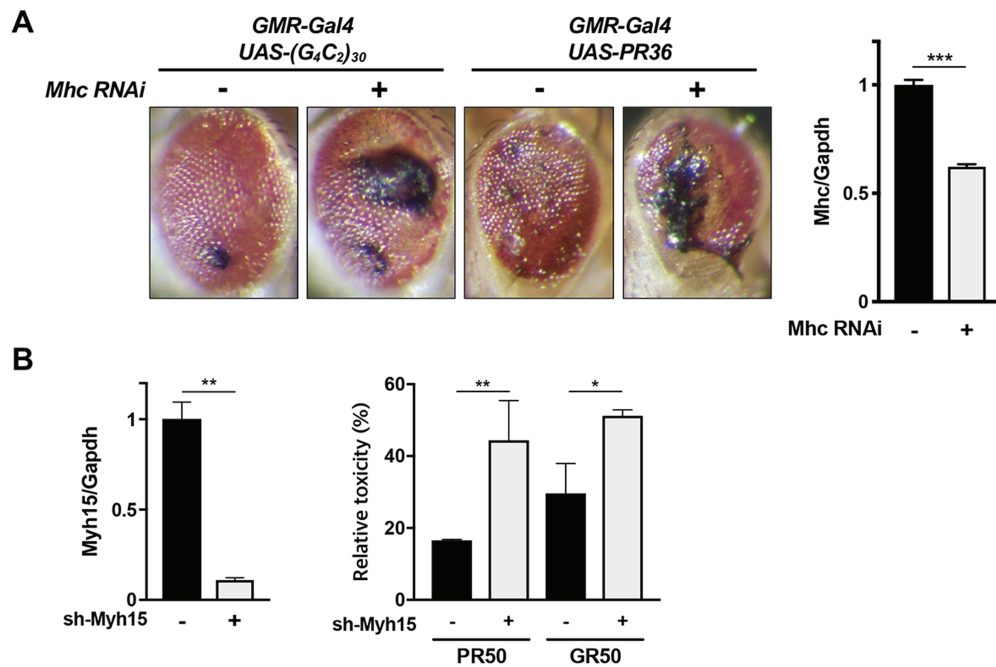 A
GMR-Gal4
UAS-(G₄C₂)₃₀
GMR-Gal4
UAS-PR36
Mhc RNAi - + - +
***
Mhc/Gapdh
1
0.5
0
Mhc RNAi - +
B
**
Myh15/Gapdh
1
0.5
0
sh-Myh15 - +
** *
Relative toxicity (%)
60
40
20
0
sh-Myh15 - + - +
PR50 GR50